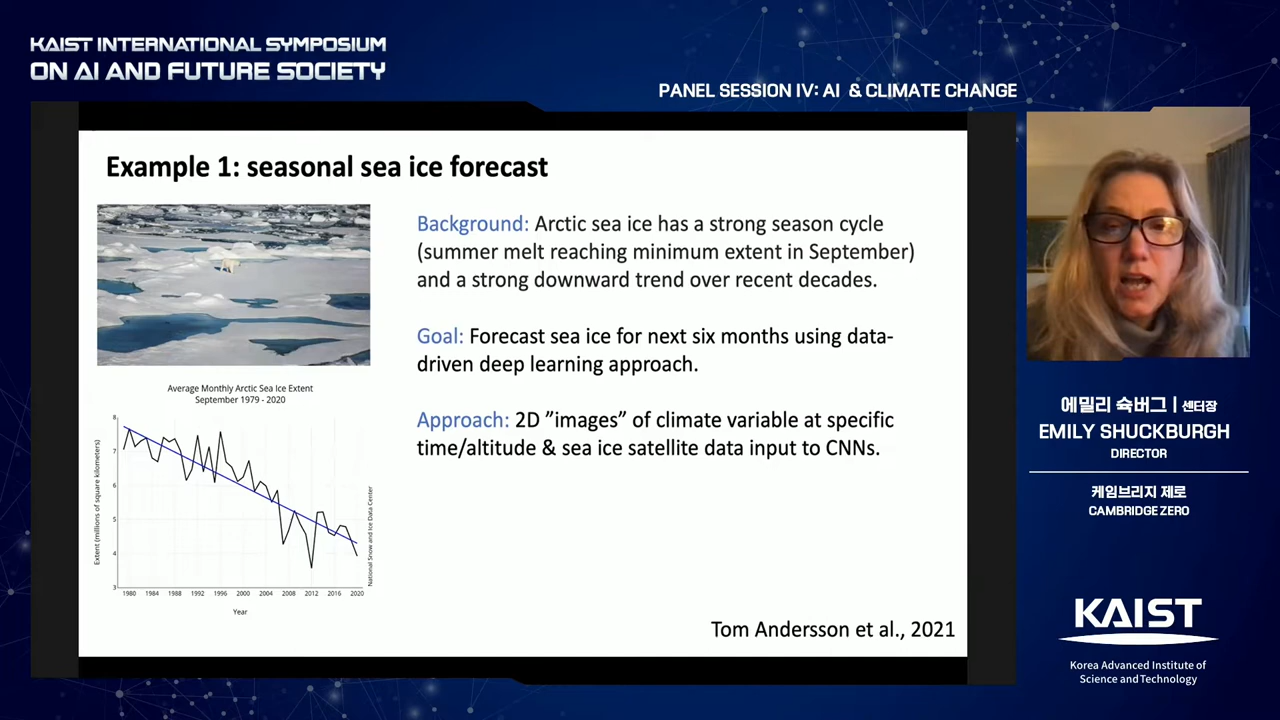 KAIST INTERNATIONAL SYMPOSIUM
ON AI AND FUTURE SOCIETY
PANEL SESSION IV: AI & CLIMATE CHANGE
Example 1: seasonal sea ice forecast
Background: Arctic sea ice has a strong season cycle
(summer melt reaching minimum extent in September)
and a strong downward trend over recent decades.
Goal: Forecast sea ice for next six months using data-
driven deep learning approach.
Approach: 2D ”images” of climate variable at specific
time/altitude & sea ice satellite data input to CNNs.
Average Monthly Arctic Sea Ice Extent
September 1979 - 2020
Extent (millions of square kilometers)
8
7
6
5
4
3
1980 1984 1988 1992 1996 2000 2004 2008 2012 2016 2020
Year
National Snow and Ice Data Center
Tom Andersson et al., 2021
에밀리 슉버그 | 센터장
EMILY SHUCKBURGH
DIRECTOR
케임브리지 제로
CAMBRIDGE ZERO
KAIST
Korea Advanced Institute of
Science and Technology